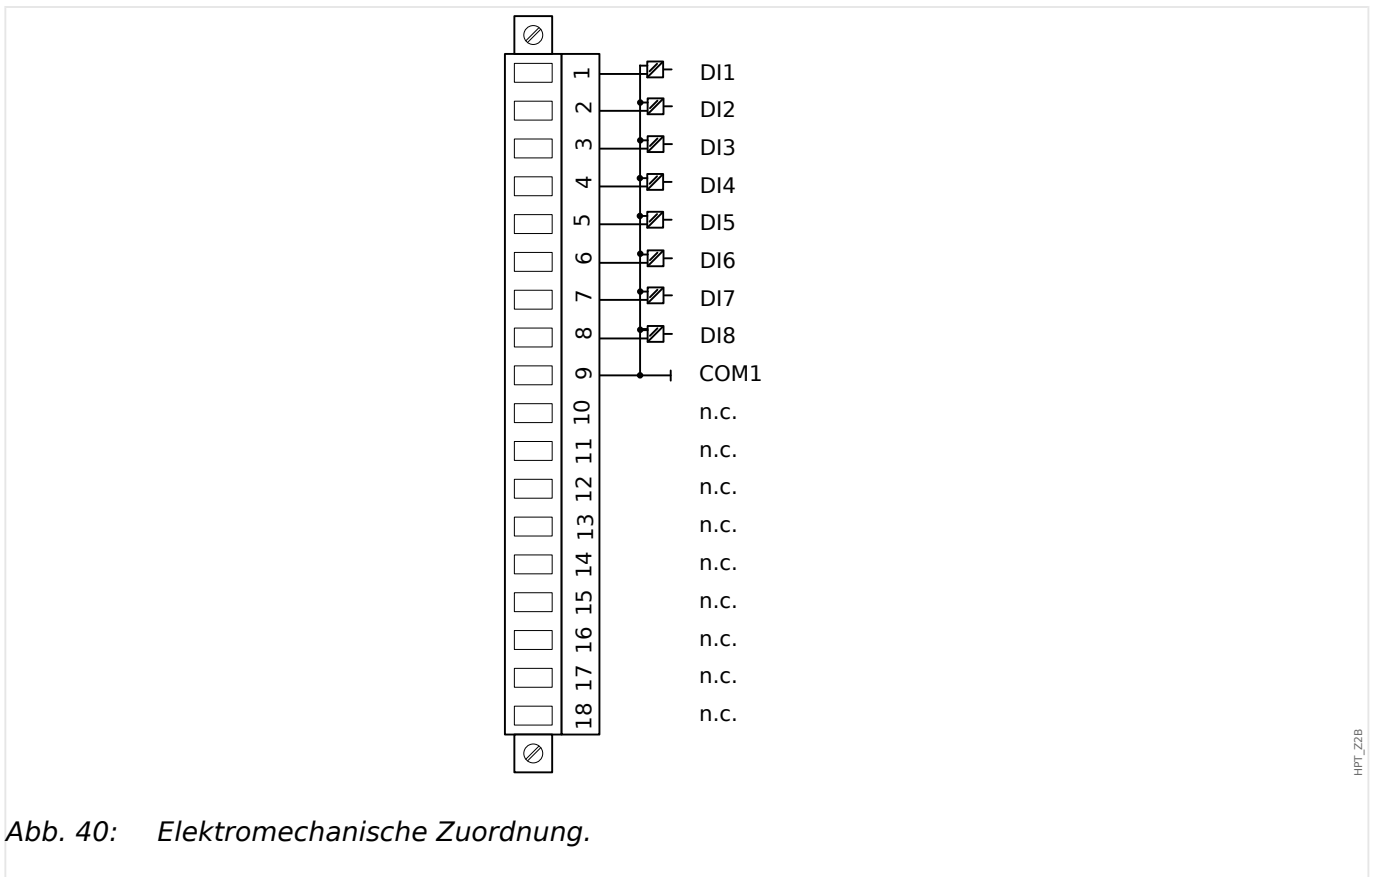 1 DI1
2 DI2
3 DI3
4 DI4
5 DI5
6 DI6
7 DI7
8 DI8
9 COM1
10 n.c.
11 n.c.
12 n.c.
13 n.c.
14 n.c.
15 n.c.
16 n.c.
17 n.c.
18 n.c.
HPT_Z2B
Abb. 40: Elektromechanische Zuordnung.